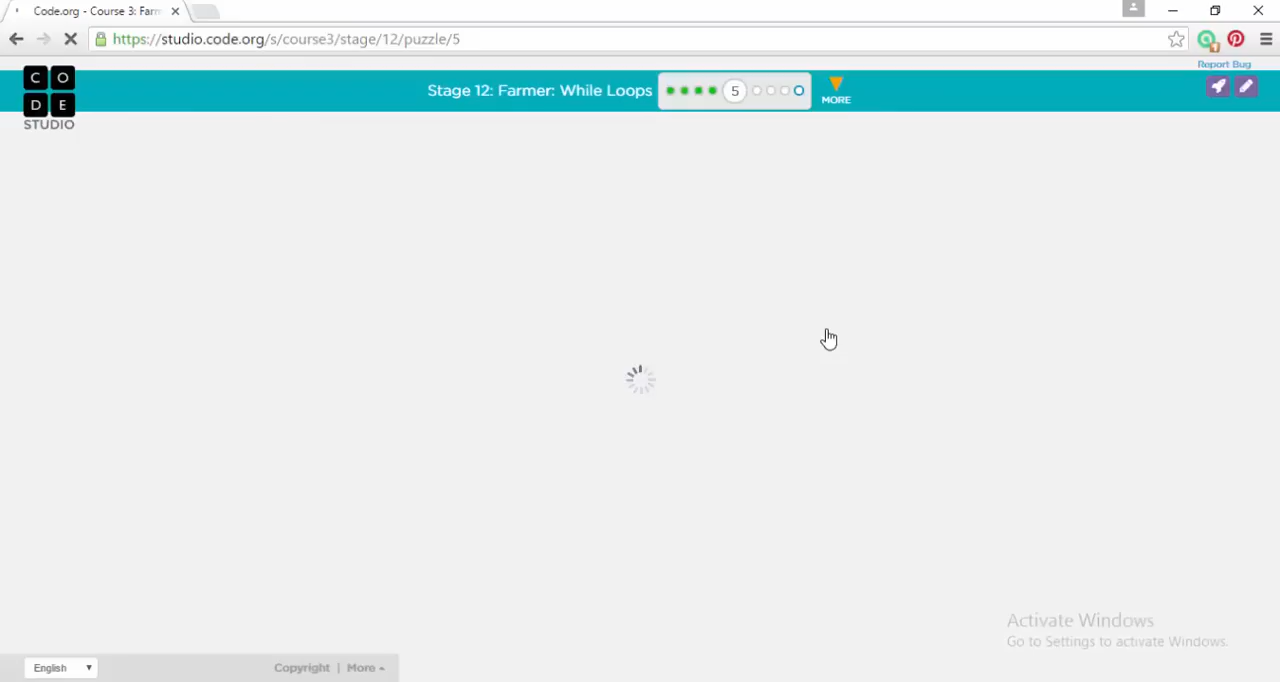 Code.org - Course 3: Farm
https://studio.code.org/s/course3/stage/12/puzzle/5
Report Bug
CODE
STUDIO
Stage 12: Farmer: While Loops
5
MORE
Activate Windows
Go to Settings to activate Windows.
English
Copyright | More